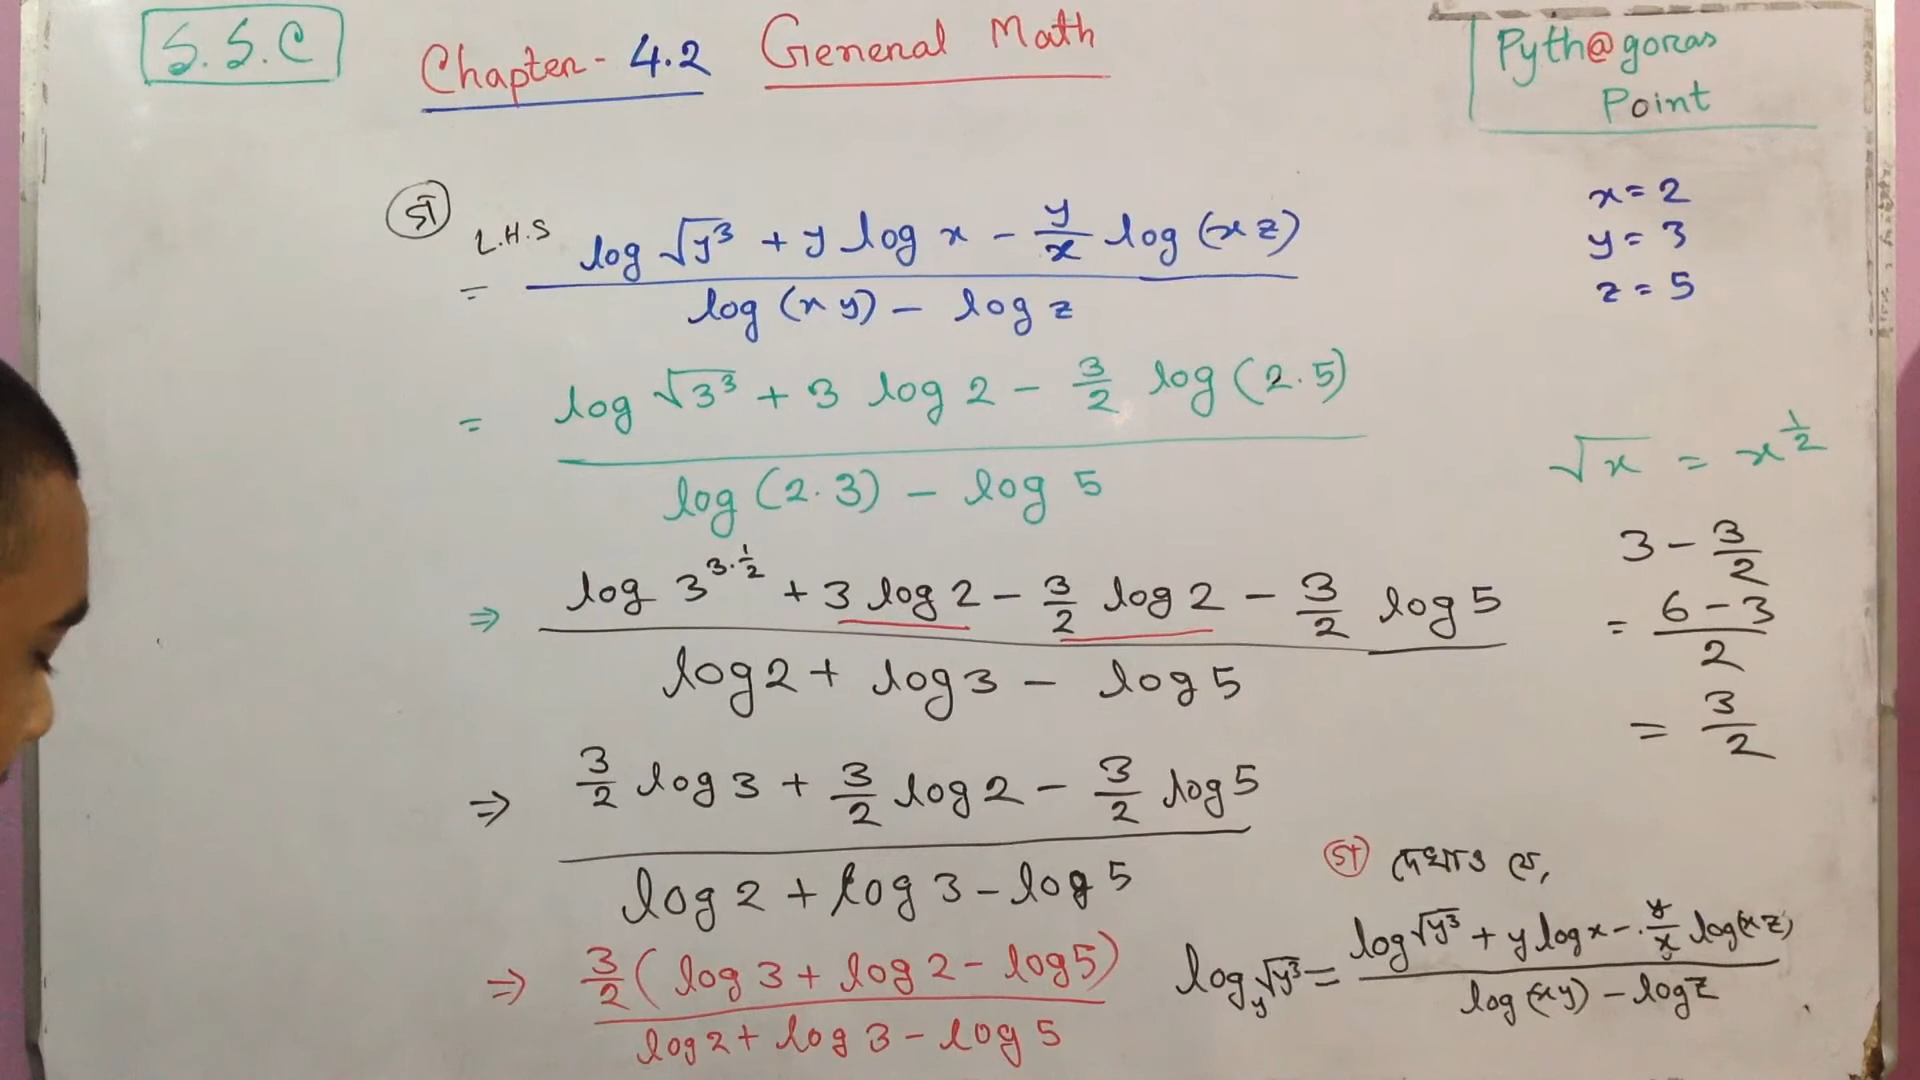 S.S.C
Chapter - 4.2 General Math
Pyth@goras
Point
x = 2
y = 3
z = 5
L.H.S
= (log √y³ + y log x - y/x log (xz)) / (log (xy) - log z)
= (log √3³ + 3 log 2 - 3/2 log (2.5)) / (log (2.3) - log 5)
√x = x^(1/2)
⇒ (log 3^(3·1/2) + 3 log 2 - 3/2 log 2 - 3/2 log 5) / (log 2 + log 3 - log 5)
3 - 3/2
= (6 - 3) / 2
= 3/2
⇒ (3/2 log 3 + 3/2 log 2 - 3/2 log 5) / (log 2 + log 3 - log 5)
⇒ (3/2 (log 3 + log 2 - log 5)) / (log 2 + log 3 - log 5)
দেখাও যে,
log_y √y³ = (log √y³ + y log x - y/x log(xz)) / (log (xy) - log z)